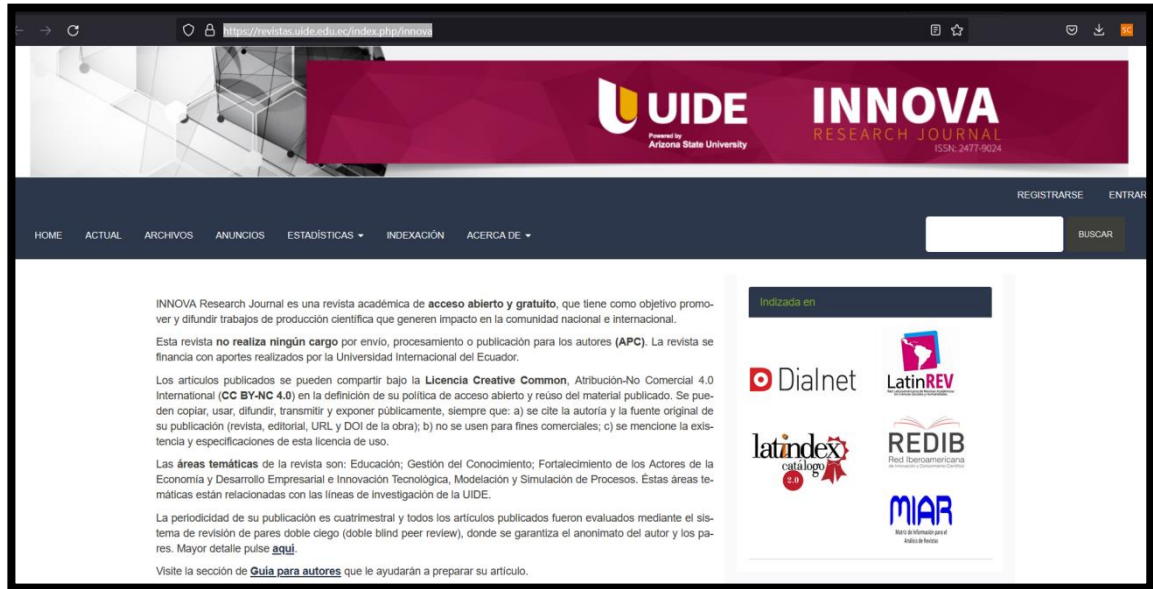 https://revistas.uide.edu.ec/index.php/innova
SC
UIDE
Powered by
Arizona State University
INNOVA
RESEARCH JOURNAL
ISSN: 2477-9024
REGISTRARSE ENTRAR
HOME ACTUAL ARCHIVOS ANUNCIOS ESTADÍSTICAS INDEXACIÓN ACERCA DE BUSCAR
INNOVA Research Journal es una revista académica de acceso abierto y gratuito, que tiene como objetivo promo-
ver y difundir trabajos de producción científica que generen impacto en la comunidad nacional e internacional.
Esta revista no realiza ningún cargo por envío, procesamiento o publicación para los autores (APC). La revista se
financia con aportes realizados por la Universidad Internacional del Ecuador.
Los artículos publicados se pueden compartir bajo la Licencia Creative Common, Atribución-No Comercial 4.0
International (CC BY-NC 4.0) en la definición de su política de acceso abierto y reúso del material publicado. Se pue-
den copiar, usar, difundir, transmitir y exponer públicamente, siempre que: a) se cite la autoría y la fuente original de
su publicación (revista, editorial, URL y DOI de la obra); b) no se usen para fines comerciales; c) se mencione la exis-
tencia y especificaciones de esta licencia de uso.
Las áreas temáticas de la revista son: Educación; Gestión del Conocimiento; Fortalecimiento de los Actores de la
Economía y Desarrollo Empresarial e Innovación Tecnológica, Modelación y Simulación de Procesos. Éstas áreas te-
máticas están relacionadas con las líneas de investigación de la UIDE.
La periodicidad de su publicación es cuatrimestral y todos los artículos publicados fueron evaluados mediante el sis-
tema de revisión de pares doble ciego (doble blind peer review), donde se garantiza el anonimato del autor y los pa-
res. Mayor detalle pulse aquí.
Visite la sección de Guía para autores que le ayudarán a preparar su artículo.
Indizada en
Dialnet
LatinREV
latindex
catálogo
2.0
REDIB
Red Iberoamericana
de Innovación y Conocimiento Científico
MIAR
Matriz de Información para el
Análisis de Revistas